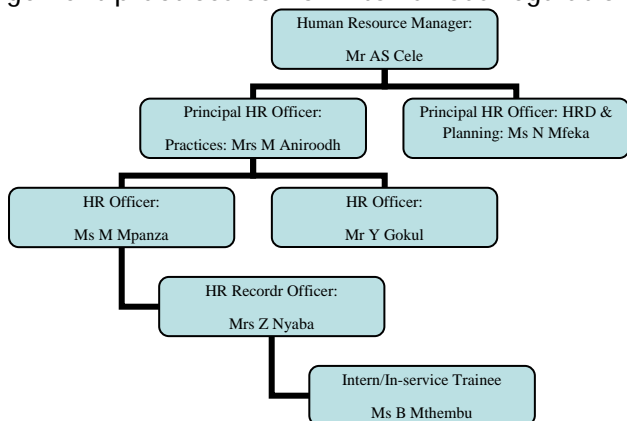 Human Resource Manager:
Mr AS Cele
Principal HR Officer:
Practices: Mrs M Aniroodh
Principal HR Officer: HRD &
Planning: Ms N Mfeka
HR Officer:
Ms M Mpanza
HR Officer:
Mr Y Gokul
HR Recordr Officer:
Mrs Z Nyaba
Intern/In-service Trainee
Ms B Mthembu